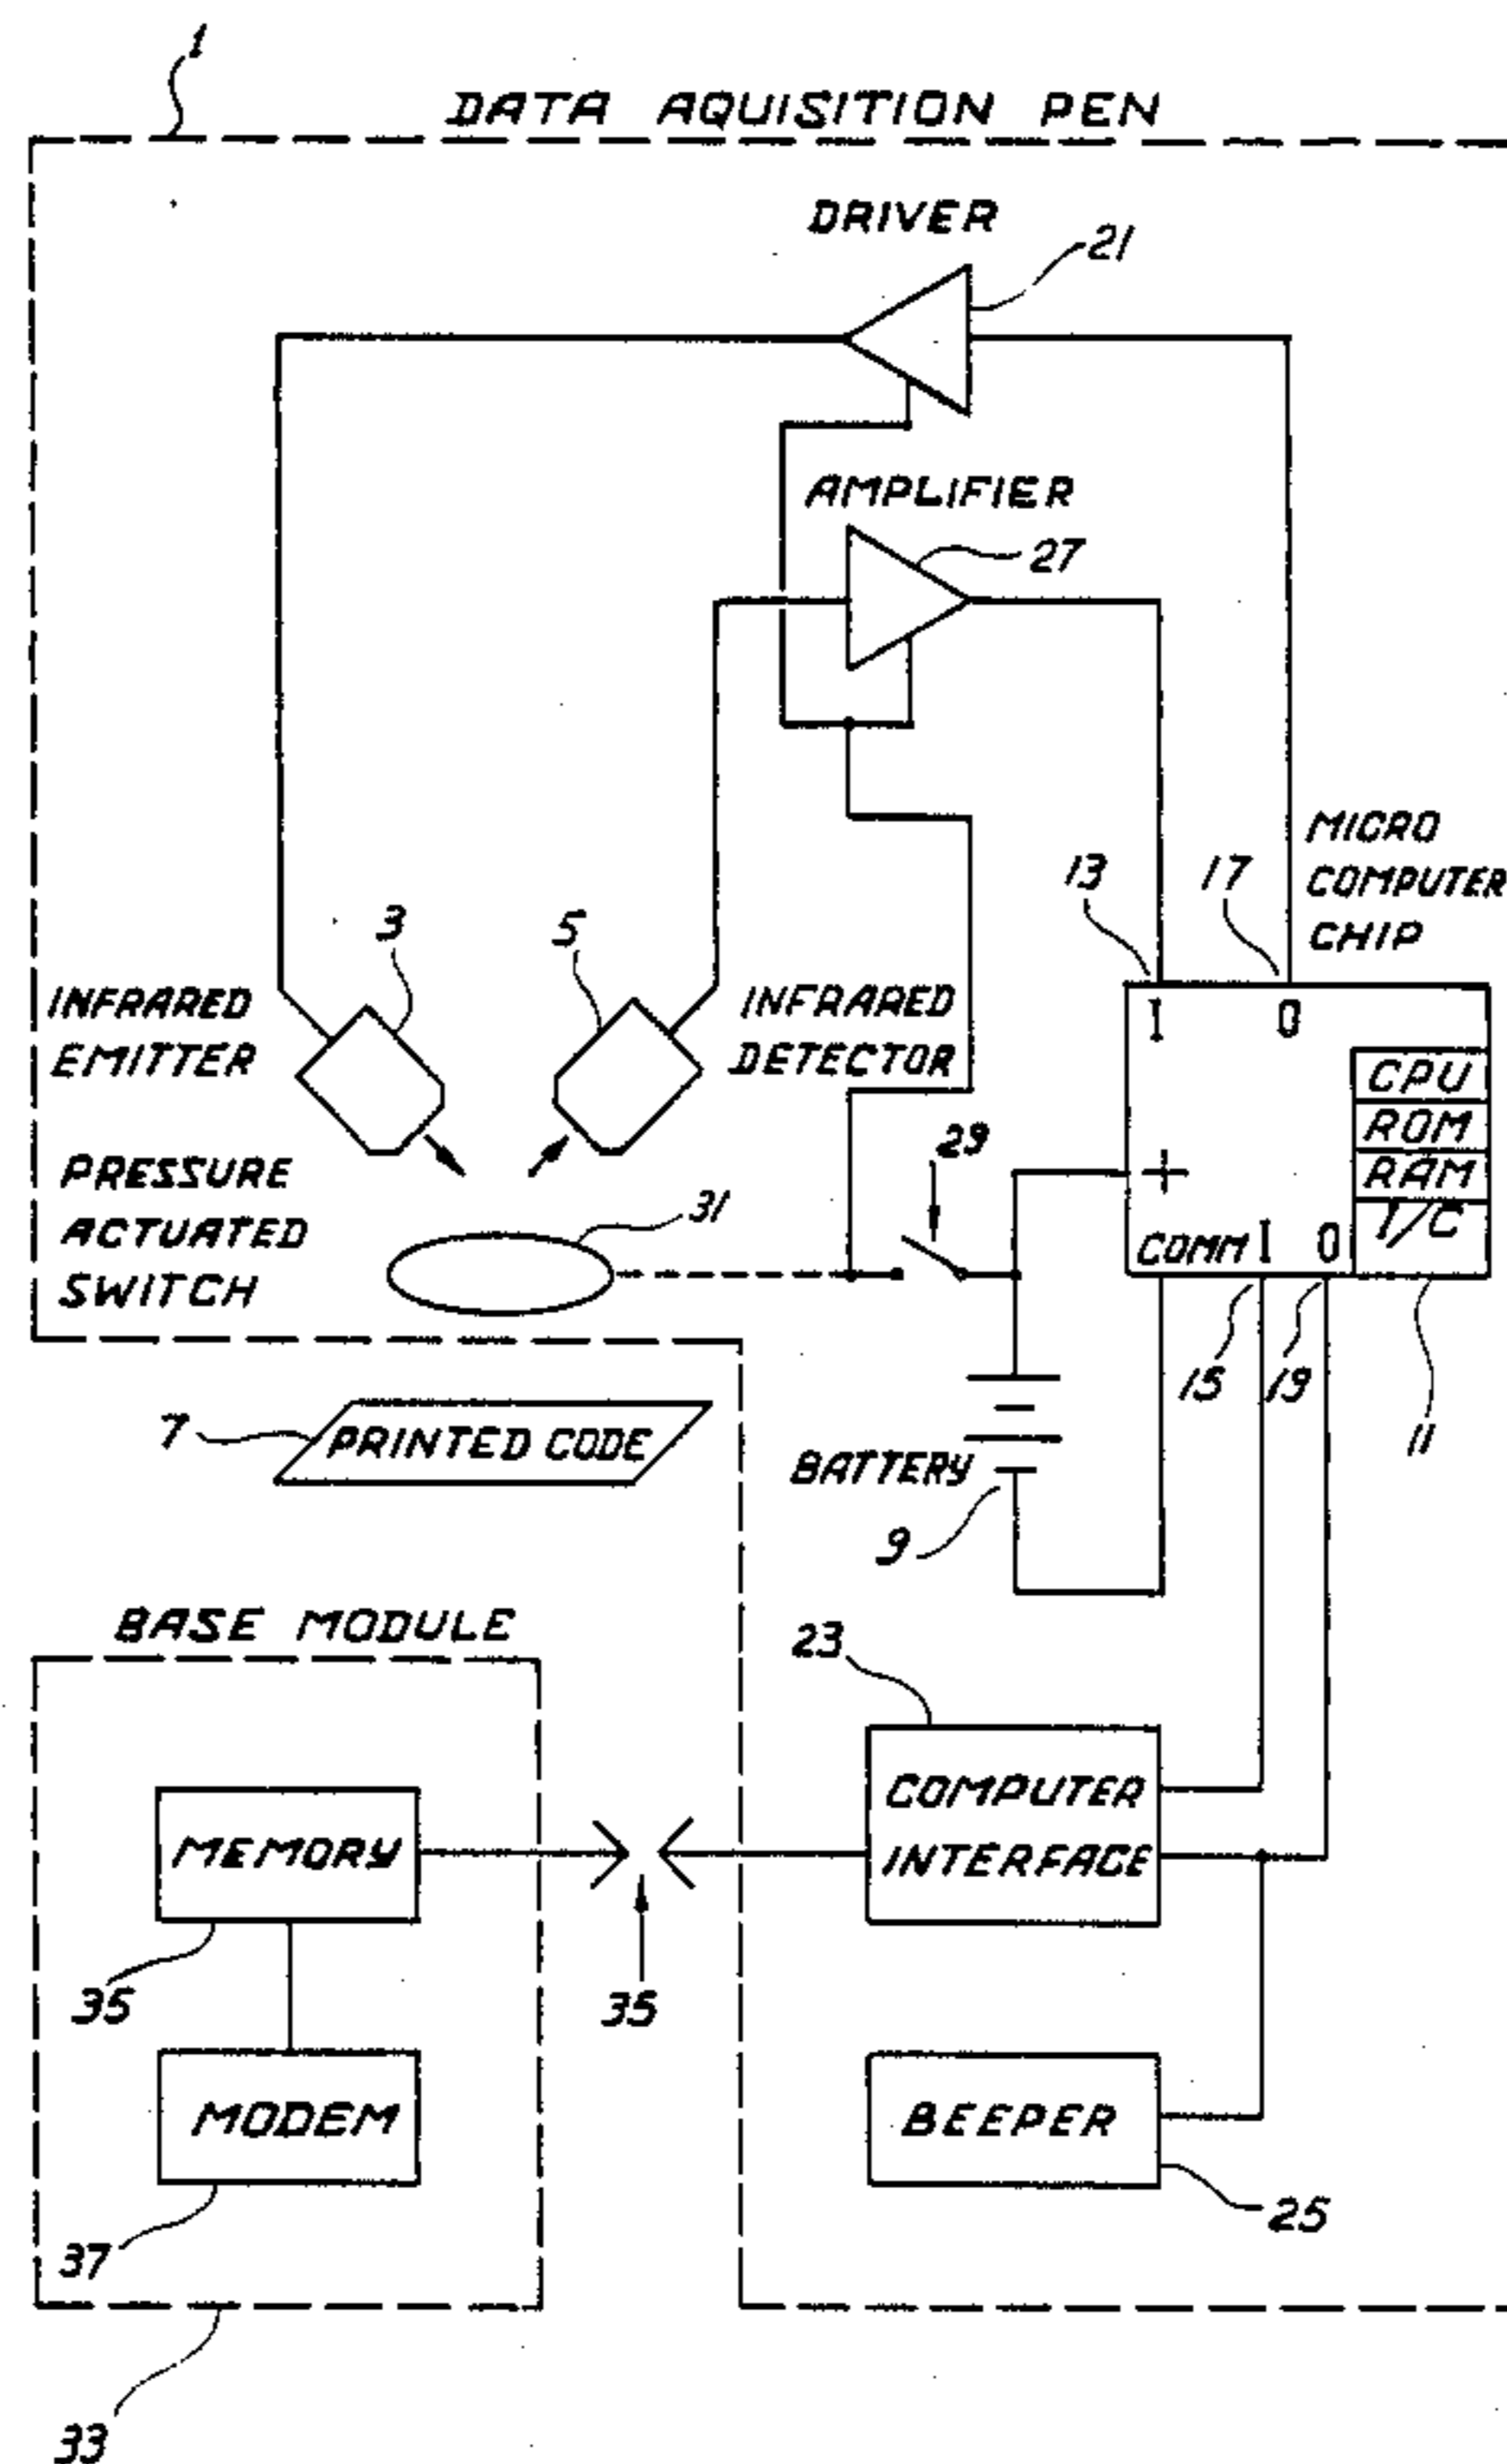 1
DATA AQUISITION PEN
DRIVER
21
AMPLIFIER
27
MICRO
COMPUTER
CHIP
13
17
3
5
INFRARED
EMITTER
INFRARED
DETECTOR
I
O
CPU
ROM
RAM
I/C
+
COMM I
O
29
PRESSURE
ACTUATED
SWITCH
31
15
19
11
7
PRINTED CODE
BATTERY
9
BASE MODULE
23
COMPUTER
INTERFACE
MEMORY
35
35
MODEM
BEEPER
37
25
33